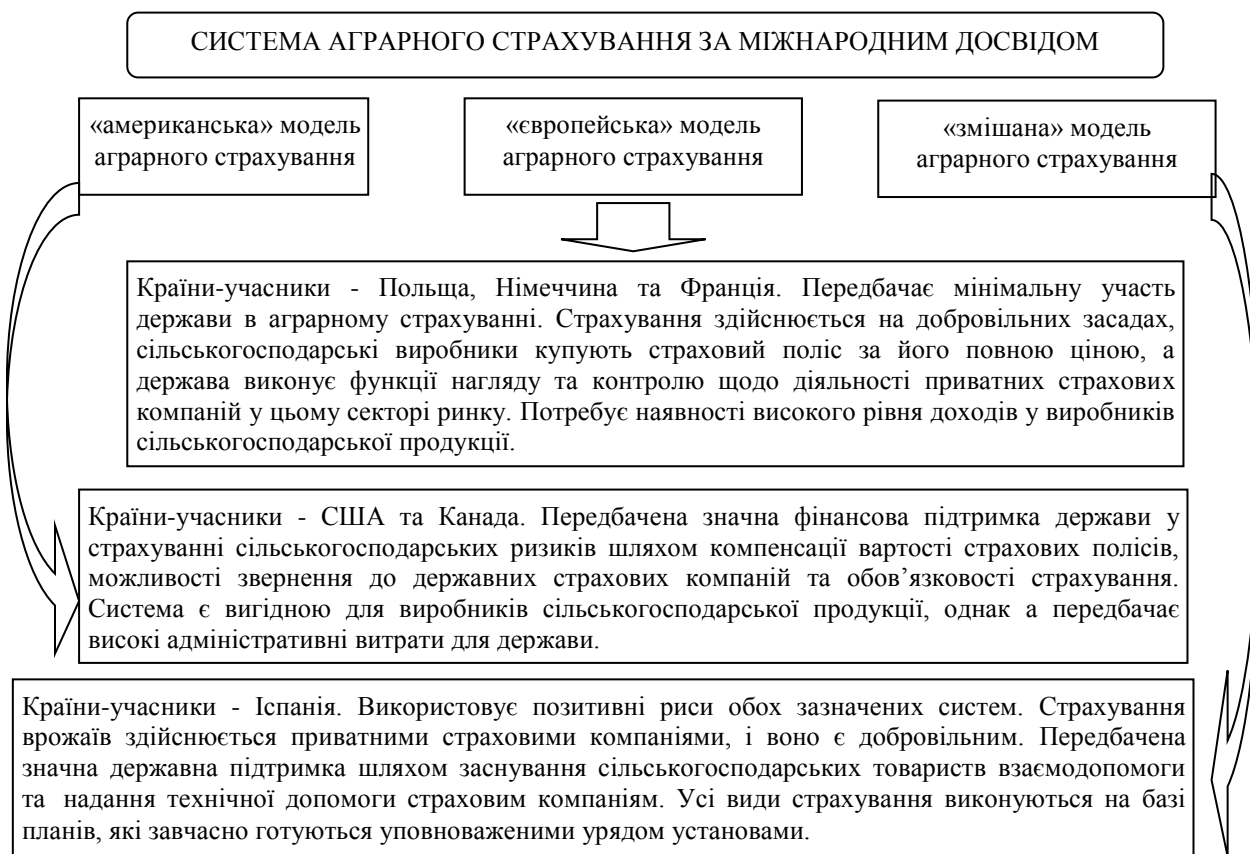 СИСТЕМА АГРАРНОГО СТРАХУВАННЯ ЗА МІЖНАРОДНИМ ДОСВІДОМ
«американська» модель
аграрного страхування
«європейська» модель
аграрного страхування
«змішана» модель
аграрного страхування
Країни-учасники - Польща, Німеччина та Франція. Передбачає мінімальну участь
держави в аграрному страхуванні. Страхування здійснюється на добровільних засадах,
сільськогосподарські виробники купують страховий поліс за його повною ціною, а
держава виконує функції нагляду та контролю щодо діяльності приватних страхових
компаній у цьому секторі ринку. Потребує наявності високого рівня доходів у виробників
сільськогосподарської продукції.
Країни-учасники - США та Канада. Передбачена значна фінансова підтримка держави у
страхуванні сільськогосподарських ризиків шляхом компенсації вартості страхових полісів,
можливості звернення до державних страхових компаній та обов’язковості страхування.
Система є вигідною для виробників сільськогосподарської продукції, однак а передбачає
високі адміністративні витрати для держави.
Країни-учасники - Іспанія. Використовує позитивні риси обох зазначених систем. Страхування
врожаїв здійснюється приватними страховими компаніями, і воно є добровільним. Передбачена
значна державна підтримка шляхом заснування сільськогосподарських товариств взаємодопомоги
та надання технічної допомоги страховим компаніям. Усі види страхування виконуються на базі
планів, які завчасно готуються уповноваженими урядом установами.